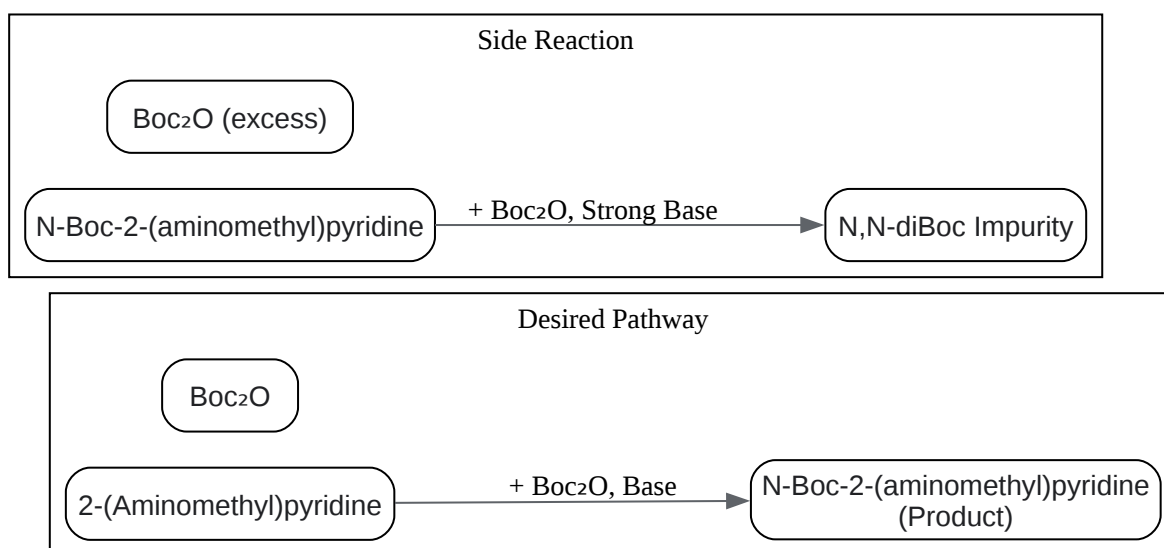 Side Reaction
Boc₂O (excess)
N-Boc-2-(aminomethyl)pyridine
+ Boc₂O, Strong Base
N,N-diBoc Impurity
Desired Pathway
Boc₂O
2-(Aminomethyl)pyridine
+ Boc₂O, Base
N-Boc-2-(aminomethyl)pyridine
(Product)